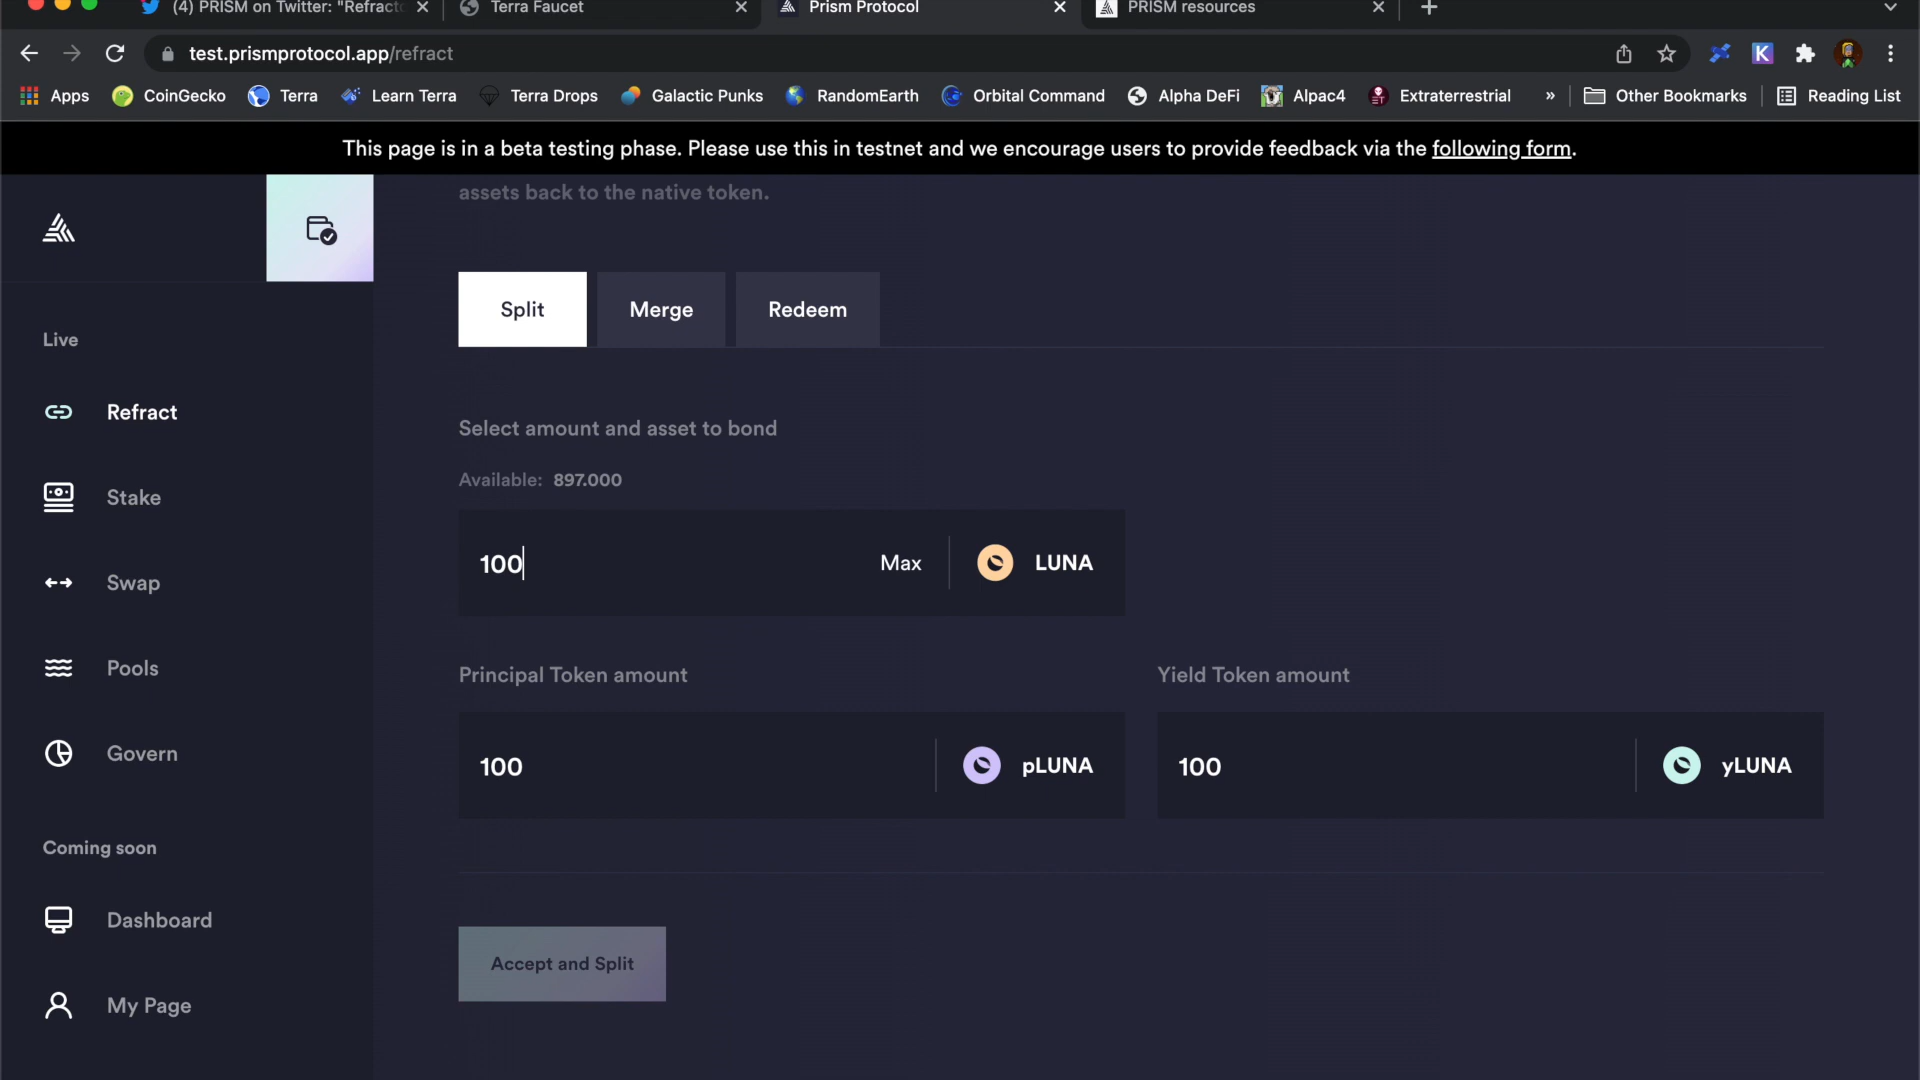 (4) PRISM on Twitter: "Refracto
Terra Faucet
Prism Protocol
PRISM resources
test.prismprotocol.app/refract
K
Apps
CoinGecko
Terra
Learn Terra
Terra Drops
Galactic Punks
RandomEarth
Orbital Command
Alpha DeFi
Alpac4
Extraterrestrial
»
Other Bookmarks
Reading List
This page is in a beta testing phase. Please use this in testnet and we encourage users to provide feedback via the following form.
assets back to the native token.
Split
Merge
Redeem
Live
Refract
Stake
Swap
Pools
Govern
Coming soon
Dashboard
My Page
Select amount and asset to bond
Available: 897.000
100
Max
LUNA
Principal Token amount
Yield Token amount
100
pLUNA
100
yLUNA
Accept and Split